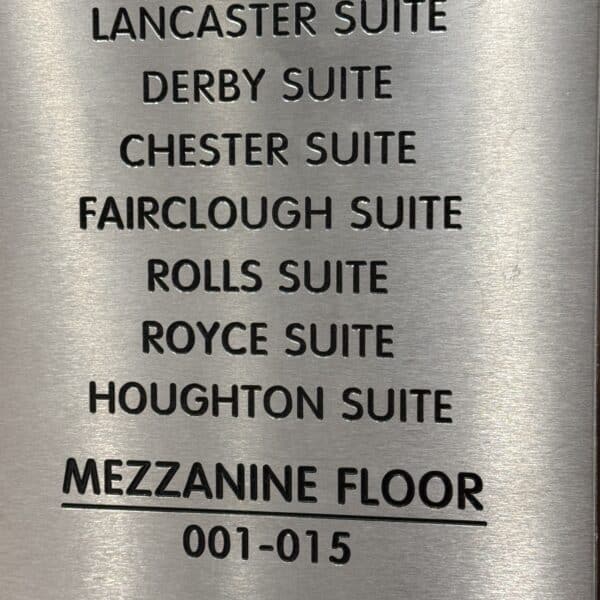 LANCASTER SUITE
DERBY SUITE
CHESTER SUITE
FAIRCLOUGH SUITE
ROLLS SUITE
ROYCE SUITE
HOUGHTON SUITE
MEZZANINE FLOOR
001-015